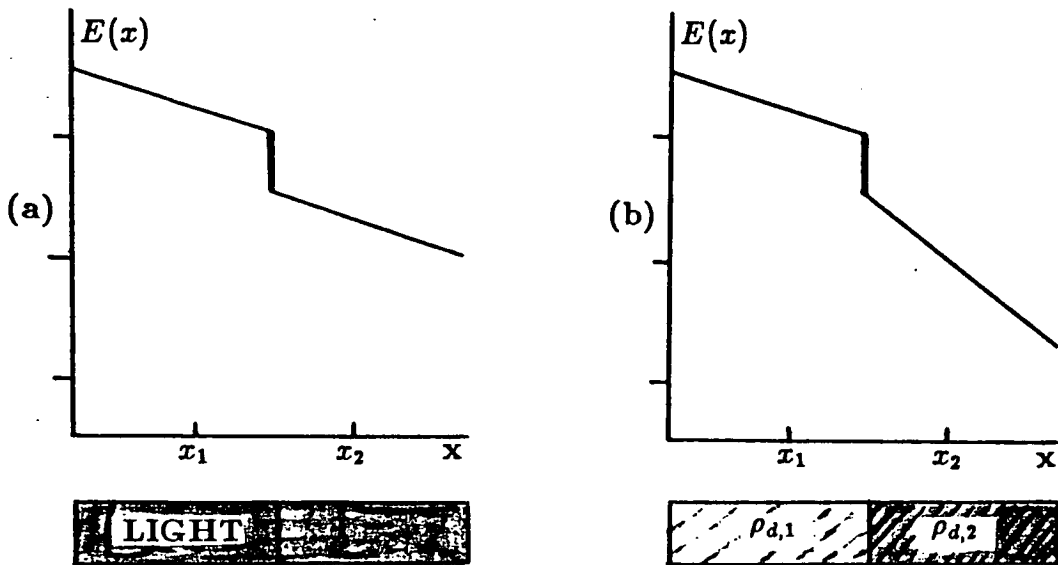 E(x)
(a)
x₁ x₂ x
LIGHT
E(x)
(b)
x₁ x₂ x
ρd,1 ρd,2